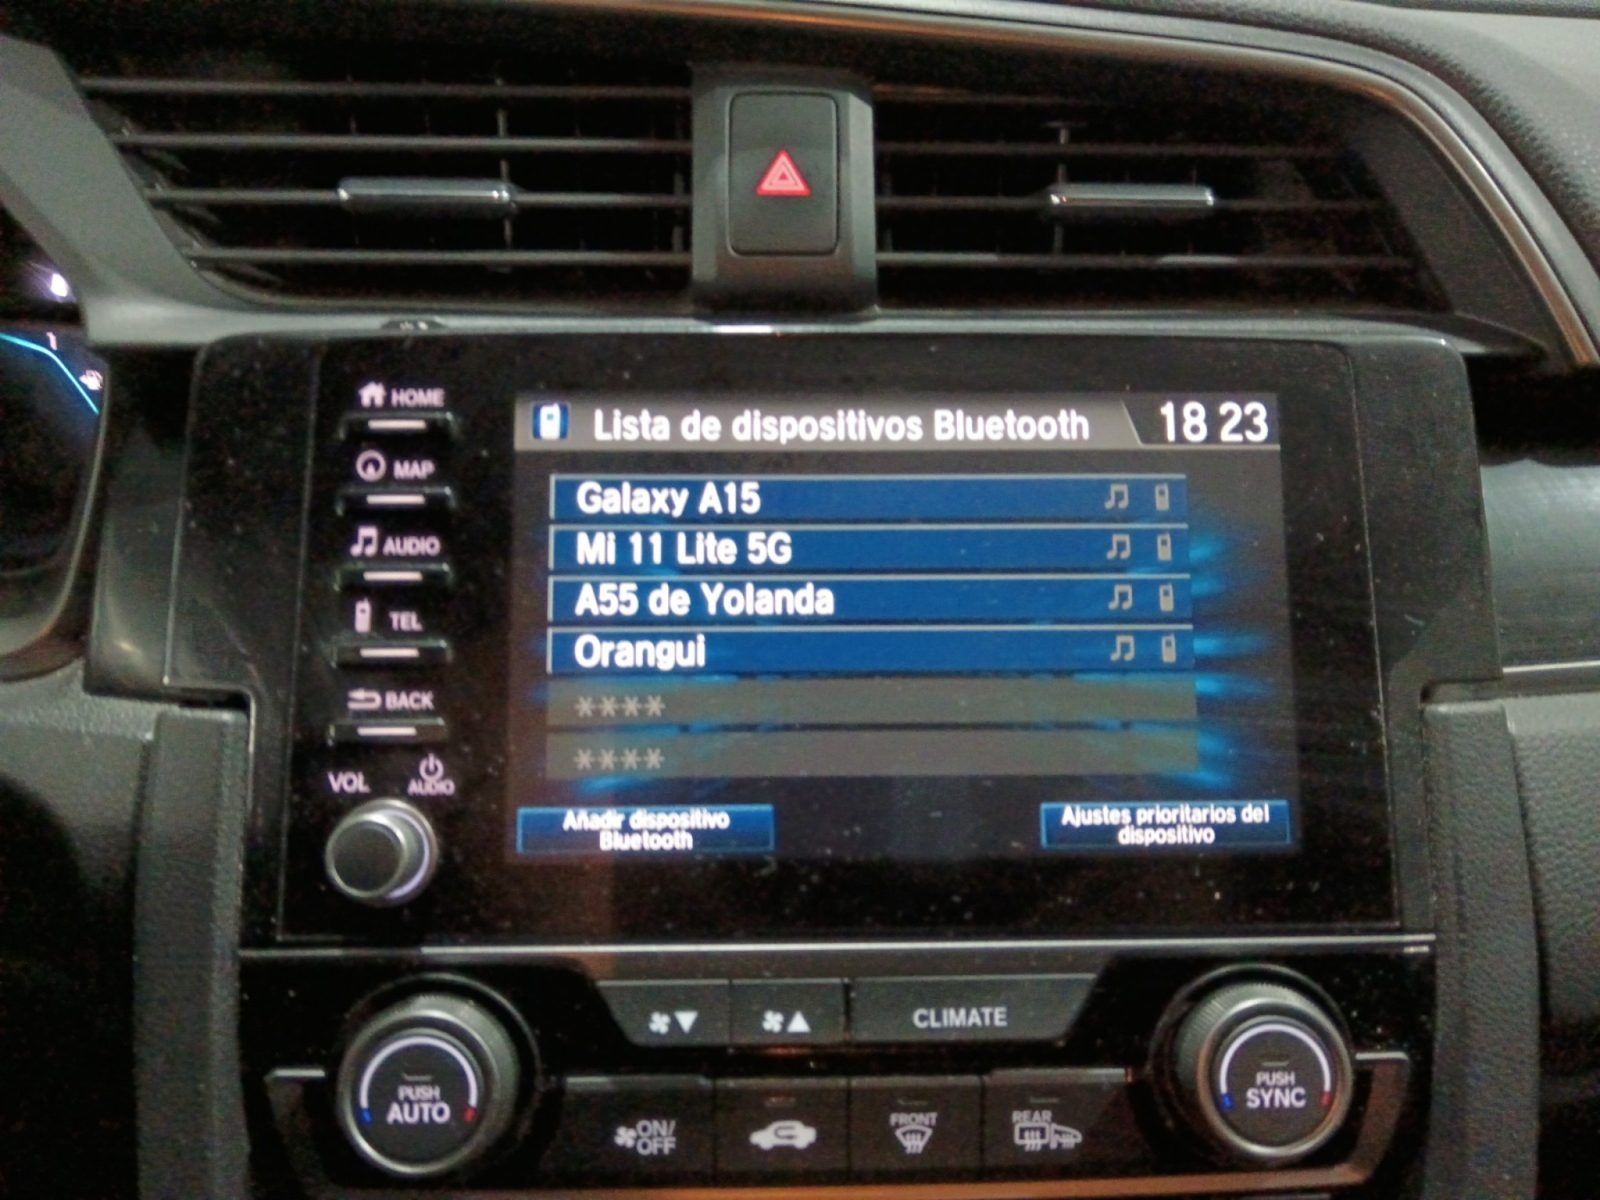 HOME
MAP
AUDIO
TEL
BACK
VOL
AUDIO
Lista de dispositivos Bluetooth 18 23
Galaxy A15
Mi 11 Lite 5G
A55 de Yolanda
Orangui
****
****
Añadir dispositivo
Bluetooth
Ajustes prioritarios del
dispositivo
CLIMATE
PUSH
AUTO
ON/
OFF
FRONT
REAR
PUSH
SYNC